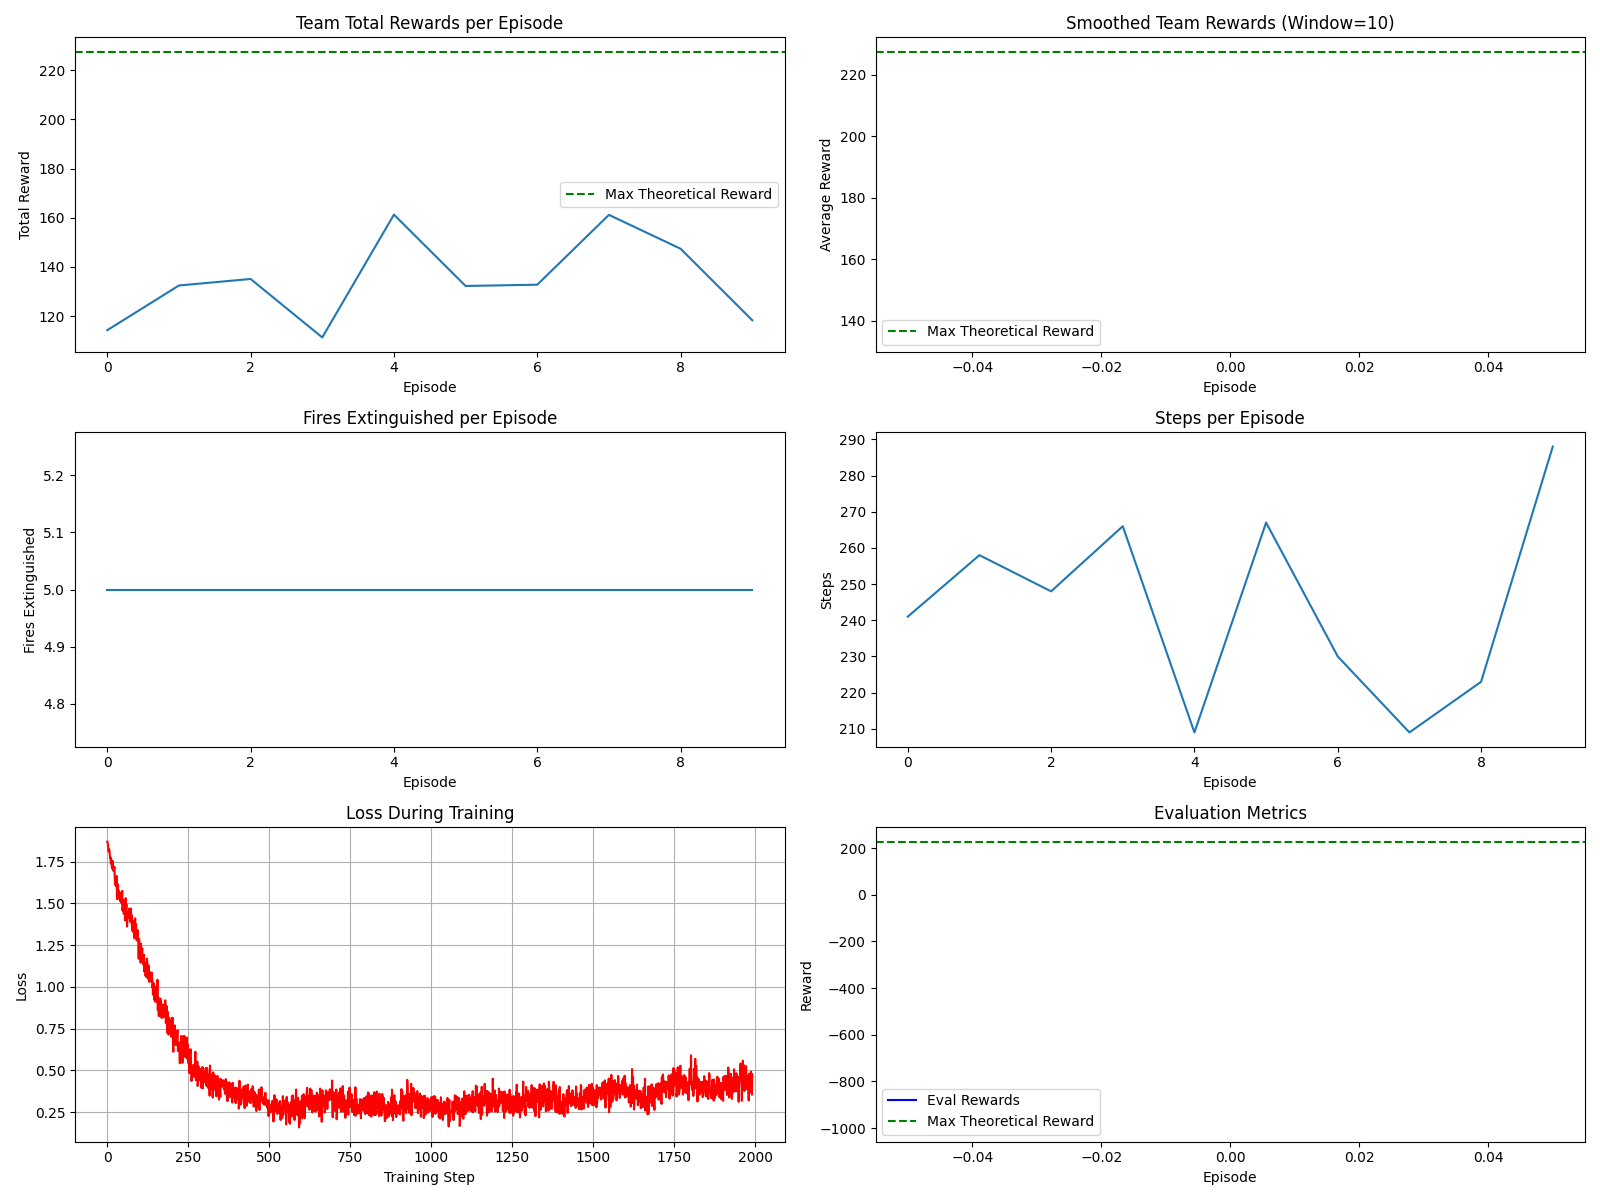 Team Total Rewards per Episode
Total Reward
220
200
180
160
140
120
Max Theoretical Reward
0 2 4 6 8
Episode
Smoothed Team Rewards (Window=10)
Average Reward
220
200
180
160
140
Max Theoretical Reward
−0.04 −0.02 0.00 0.02 0.04
Episode
Fires Extinguished per Episode
Fires Extinguished
5.2
5.1
5.0
4.9
4.8
0 2 4 6 8
Episode
Steps per Episode
Steps
290
280
270
260
250
240
230
220
210
0 2 4 6 8
Episode
Loss During Training
Loss
1.75
1.50
1.25
1.00
0.75
0.50
0.25
0 250 500 750 1000 1250 1500 1750 2000
Training Step
Evaluation Metrics
Reward
200
0
−200
−400
−600
−800
−1000
Eval Rewards
Max Theoretical Reward
−0.04 −0.02 0.00 0.02 0.04
Episode